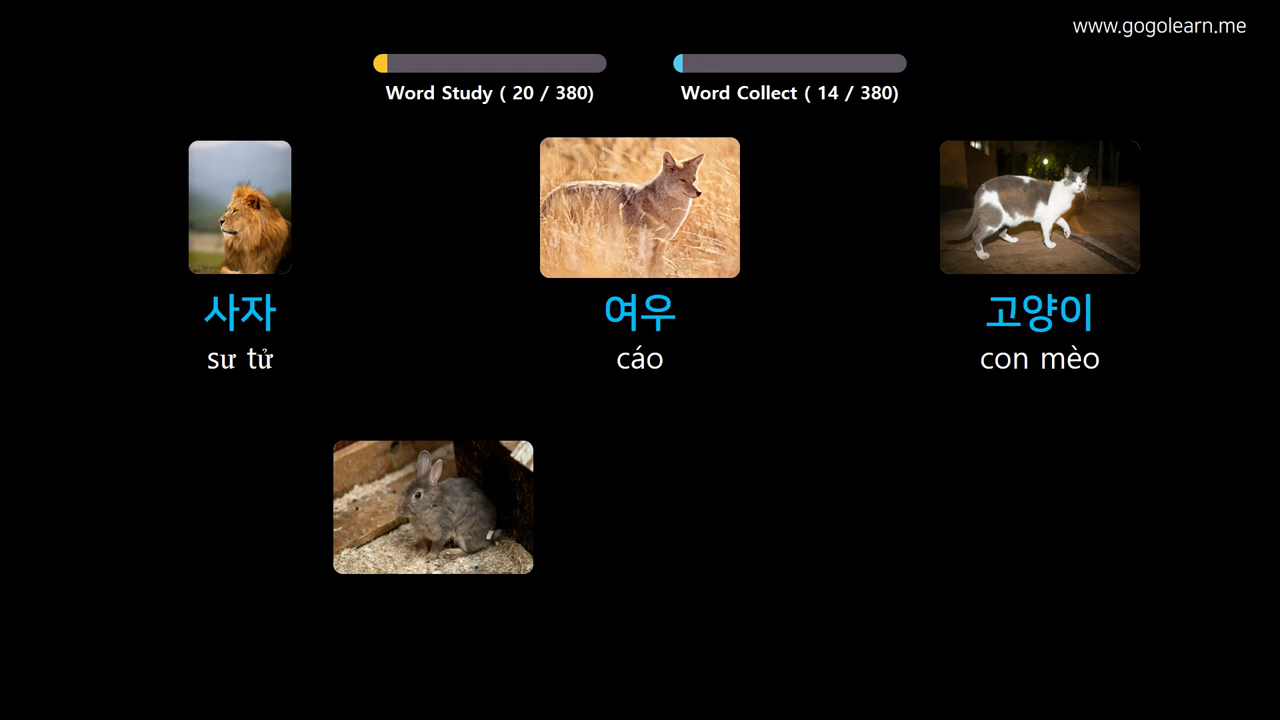 www.gogolearn.me
Word Study ( 20 / 380)
Word Collect ( 14 / 380)
사자
sư tử
여우
cáo
고양이
con mèo